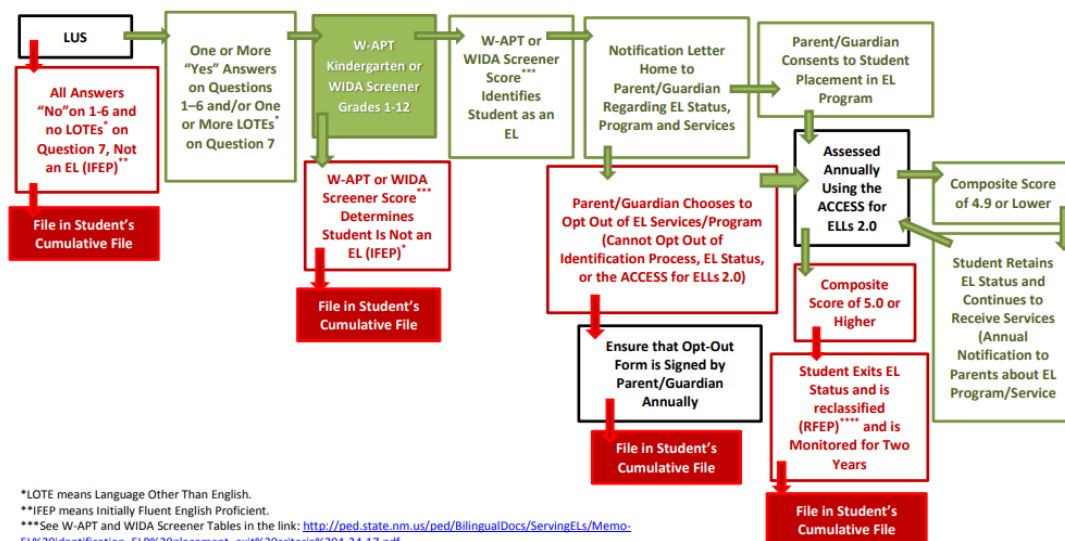 LUS
All Answers
“No”on 1-6 and
no LOTEs* on
Question 7, Not
an EL (IFEP)**
File in Student’s
Cumulative File
One or More
“Yes” Answers
on Questions
1–6 and/or One
or More LOTEs*
on Question 7
W-APT
Kindergarten or
WIDA Screener
Grades 1-12
W-APT or WIDA
Screener Score***
Determines
Student Is Not an
EL (IFEP)*
File in Student’s
Cumulative File
W-APT or
WIDA Screener
Score***
Identifies
Student as an
EL
Notification Letter
Home to
Parent/Guardian
Regarding EL Status,
Program and Services
Parent/Guardian Chooses to
Opt Out of EL Services/Program
(Cannot Opt Out of
Identification Process, EL Status,
or the ACCESS for ELLs 2.0)
Ensure that Opt-Out
Form is Signed by
Parent/Guardian
Annually
File in Student’s
Cumulative File
Parent/Guardian
Consents to Student
Placement in EL
Program
Assessed
Annually
Using the
ACCESS for
ELLs 2.0
Composite
Score of 5.0 or
Higher
Student Exits EL
Status and is
reclassified
(RFEP)**** and is
Monitored for Two
Years
File in Student’s
Cumulative File
Composite Score
of 4.9 or Lower
Student Retains
EL Status and
Continues to
Receive Services
(Annual
Notification to
Parents about EL
Program/Service
*LOTE means Language Other Than English.
**IFEP means Initially Fluent English Proficient.
***See W-APT and WIDA Screener Tables in the link: http://ped.state.nm.us/ped/BilingualDocs/ServingELs/Memo-